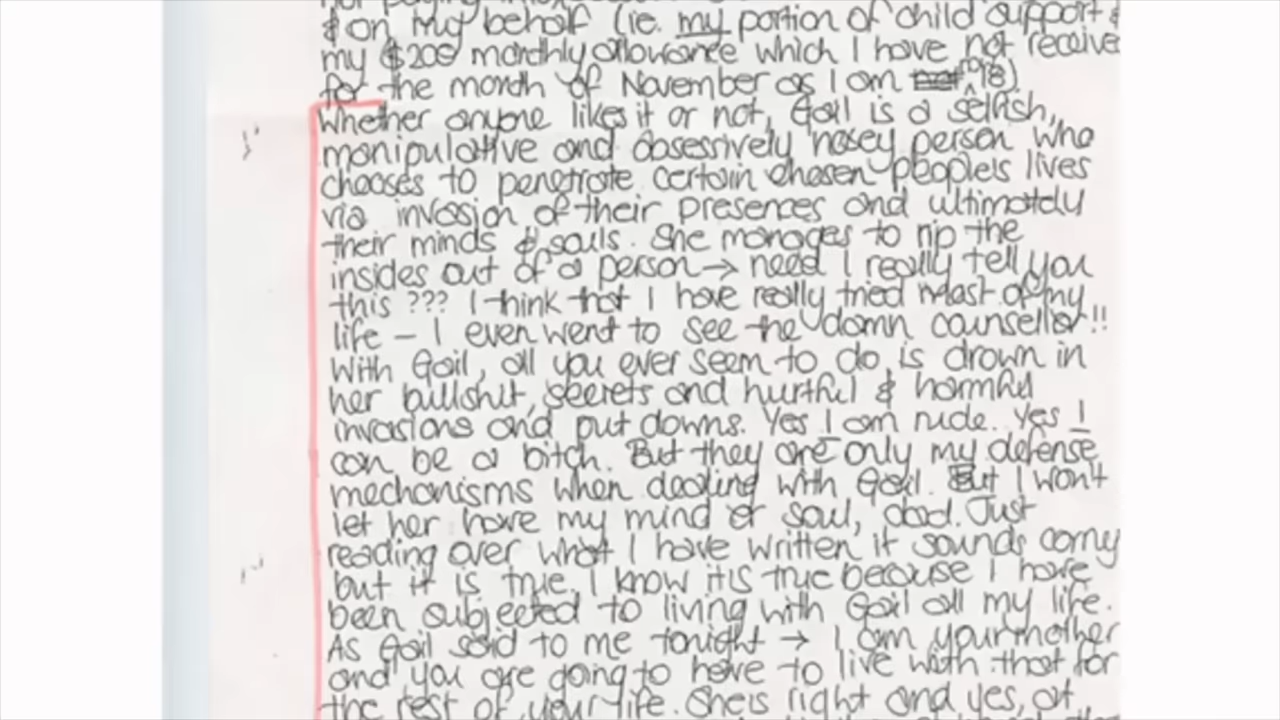 & on my behalf (ie. my portion of child support &
my $200 monthly allowance which I have not receive
for the month of November as I am now 18).
Whether anyone likes it or not, Gail is a selfish,
manipulative and obsessively nosey person who
chooses to penetrate certain chosen people's lives
via invasion of their presences and ultimately
their minds & souls. She manages to rip the
insides out of a person → need I really tell you
this ??? I think that I have really tried most of my
life – I even went to see the damn counsellor!!
With Gail, all you ever seem to do is drown in
her bullshit, secrets and hurtful & harmful
invasions and put downs. Yes I am rude. Yes I
can be a bitch. But they are only my defense
mechanisms when dealing with Gail. But I won't
let her have my mind or soul, dad. Just
reading over what I have written it sounds corny
but it is true. I know it is true because I have
been subjected to living with Gail all my life.
As Gail said to me tonight → I am your mother
and you are going to have to live with that for
the rest of your life. She is right and yes, at